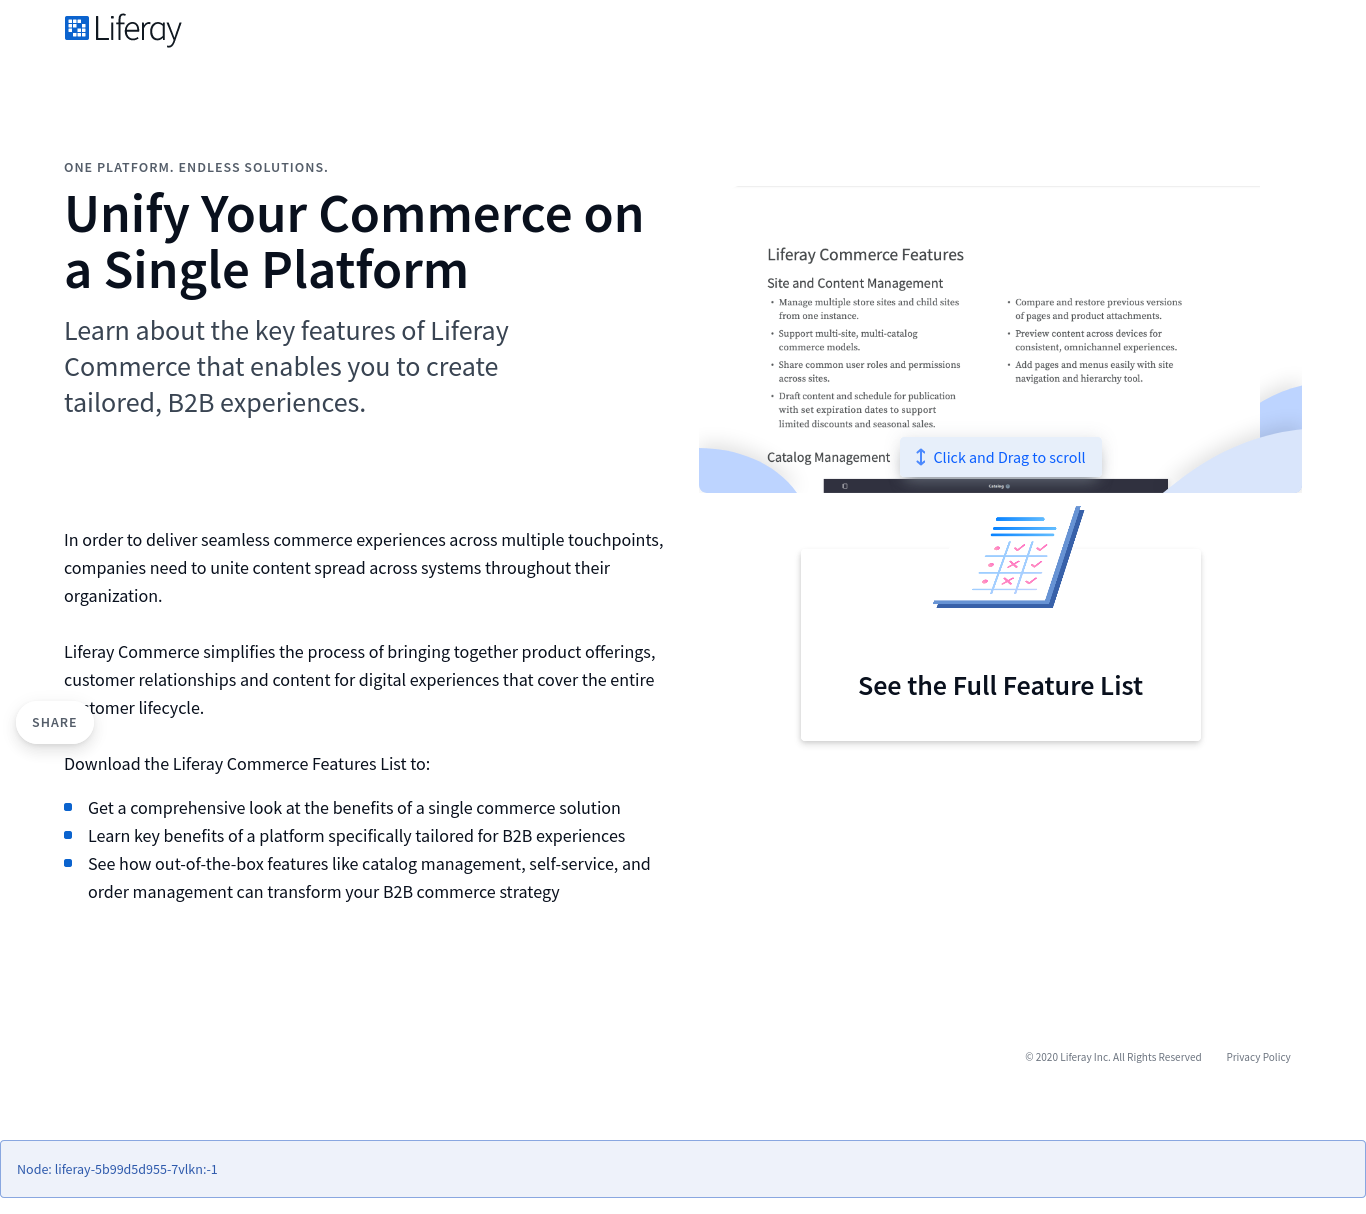 Liferay
ONE PLATFORM. ENDLESS SOLUTIONS.
Unify Your Commerce on
a Single Platform
Learn about the key features of Liferay
Commerce that enables you to create
tailored, B2B experiences.
Liferay Commerce Features
Site and Content Management
• Manage multiple store sites and child sites
from one instance.
• Support multi-site, multi-catalog
commerce models.
• Share common user roles and permissions
across sites.
• Draft content and schedule for publication
with set expiration dates to support
limited discounts and seasonal sales.
• Compare and restore previous versions
of pages and product attachments.
• Preview content across devices for
consistent, omnichannel experiences.
• Add pages and menus easily with site
navigation and hierarchy tool.
Catalog Management
Click and Drag to scroll
Catalog
In order to deliver seamless commerce experiences across multiple touchpoints,
companies need to unite content spread across systems throughout their
organization.
Liferay Commerce simplifies the process of bringing together product offerings,
customer relationships and content for digital experiences that cover the entire
tomer lifecycle.
SHARE
Download the Liferay Commerce Features List to:
Get a comprehensive look at the benefits of a single commerce solution
Learn key benefits of a platform specifically tailored for B2B experiences
See how out-of-the-box features like catalog management, self-service, and
order management can transform your B2B commerce strategy
See the Full Feature List
© 2020 Liferay Inc. All Rights Reserved Privacy Policy
Node: liferay-5b99d5d955-7vlkn:-1